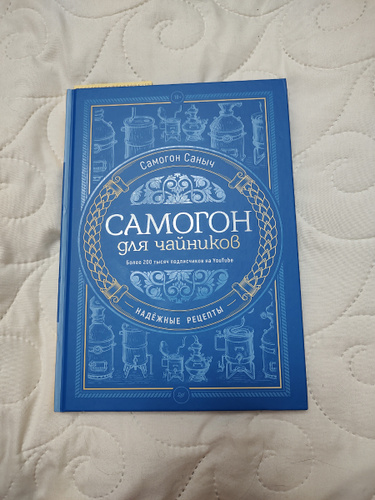 Самогон Саныч
САМОГОН
для чайников
Более 200 тысяч подписчиков на YouTube
НАДЁЖНЫЕ РЕЦЕПТЫ